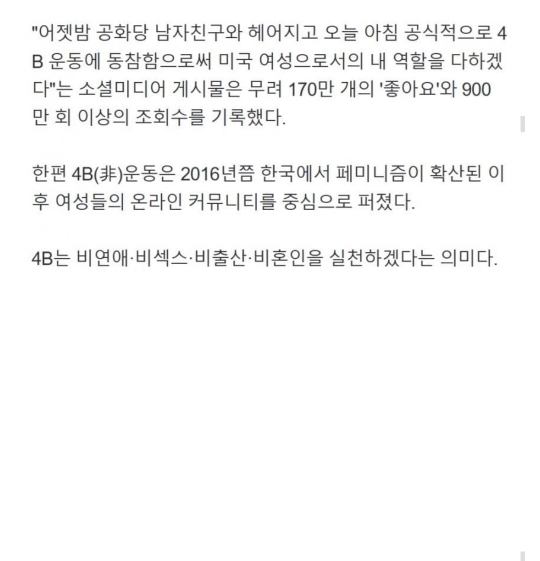 "어젯밤 공화당 남자친구와 헤어지고 오늘 아침 공식적으로 4
B 운동에 동참함으로써 미국 여성으로서의 내 역할을 다하겠
다"는 소셜미디어 게시물은 무려 170만 개의 '좋아요'와 900
만 회 이상의 조회수를 기록했다.
한편 4B(非)운동은 2016년쯤 한국에서 페미니즘이 확산된 이
후 여성들의 온라인 커뮤니티를 중심으로 퍼졌다.
4B는 비연애·비섹스·비출산·비혼인을 실천하겠다는 의미다.